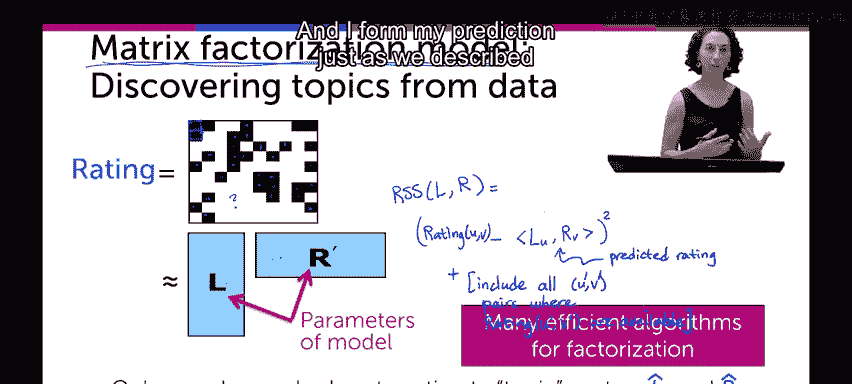 And I form my prediction
just as we described
Matrix factorization model:
Discovering topics from data
Rating =
?
RSS(L, R) =
(Rating(u,v) - <Lu, Rv>)²
predicted rating
+ [include all (u',v')
pairs where
≈ L R'
Parameters
of model
Many efficient algorithms
for factorization